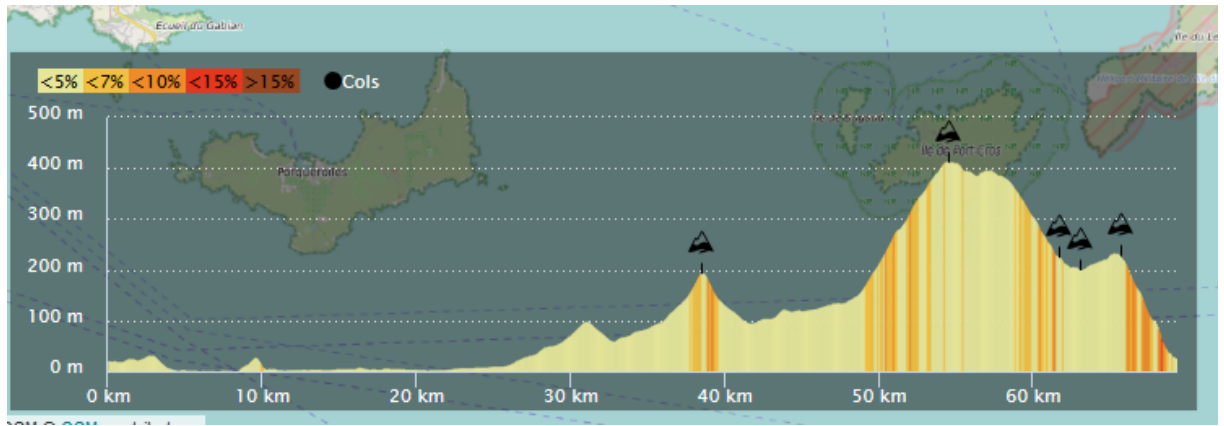 Ecueil du Gabian
<5% <7% <10% <15% >15% Cols
500 m
400 m
300 m
200 m
100 m
0 m
Porquerolles
Ile de Port-Cros
0 km 10 km 20 km 30 km 40 km 50 km 60 km